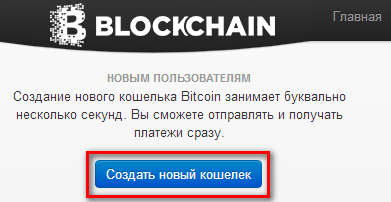 BLOCKCHAIN
Главная
НОВЫМ ПОЛЬЗОВАТЕЛЯМ
Создание нового кошелька Bitcoin занимает буквально
несколько секунд. Вы сможете отправлять и получать
платежи сразу.
Создать новый кошелек